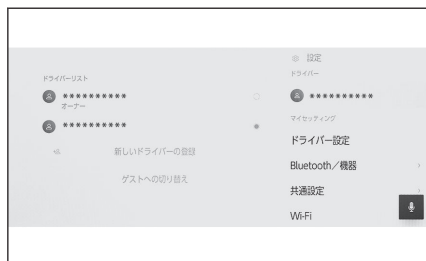 ドライバーリスト
**********
オーナー
**********
新しいドライバーの登録
ゲストへの切り替え
設定
ドライバー
**********
マイセッティング
ドライバー設定
Bluetooth／機器
共通設定
Wi-Fi